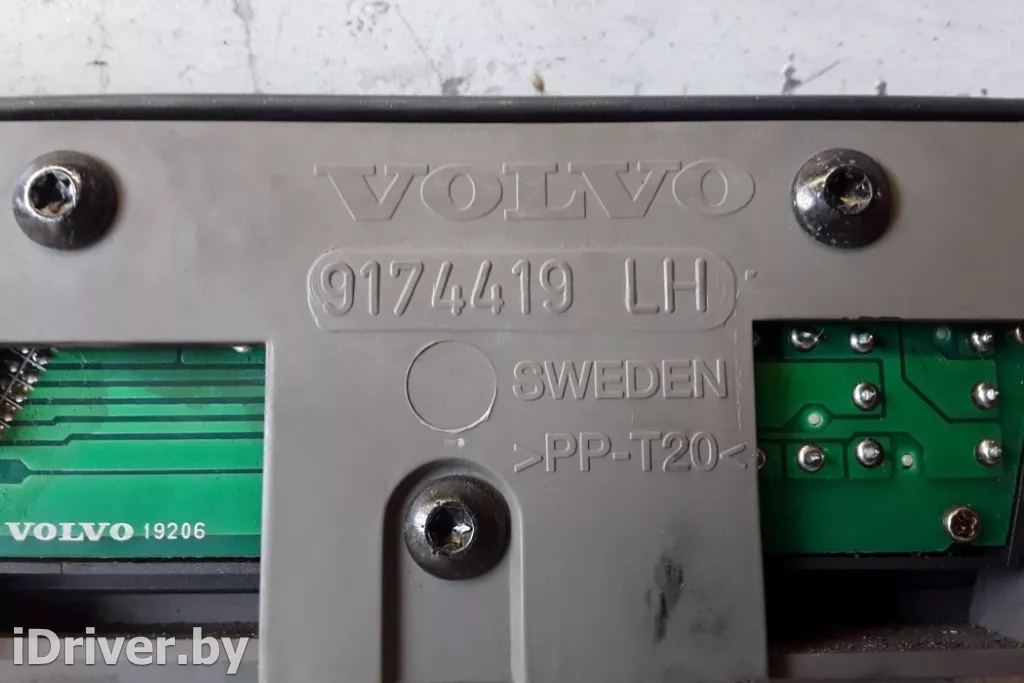 VOLVO
9174419 LH
SWEDEN
>PP-T20<
VOLVO 19206
iDriver.by